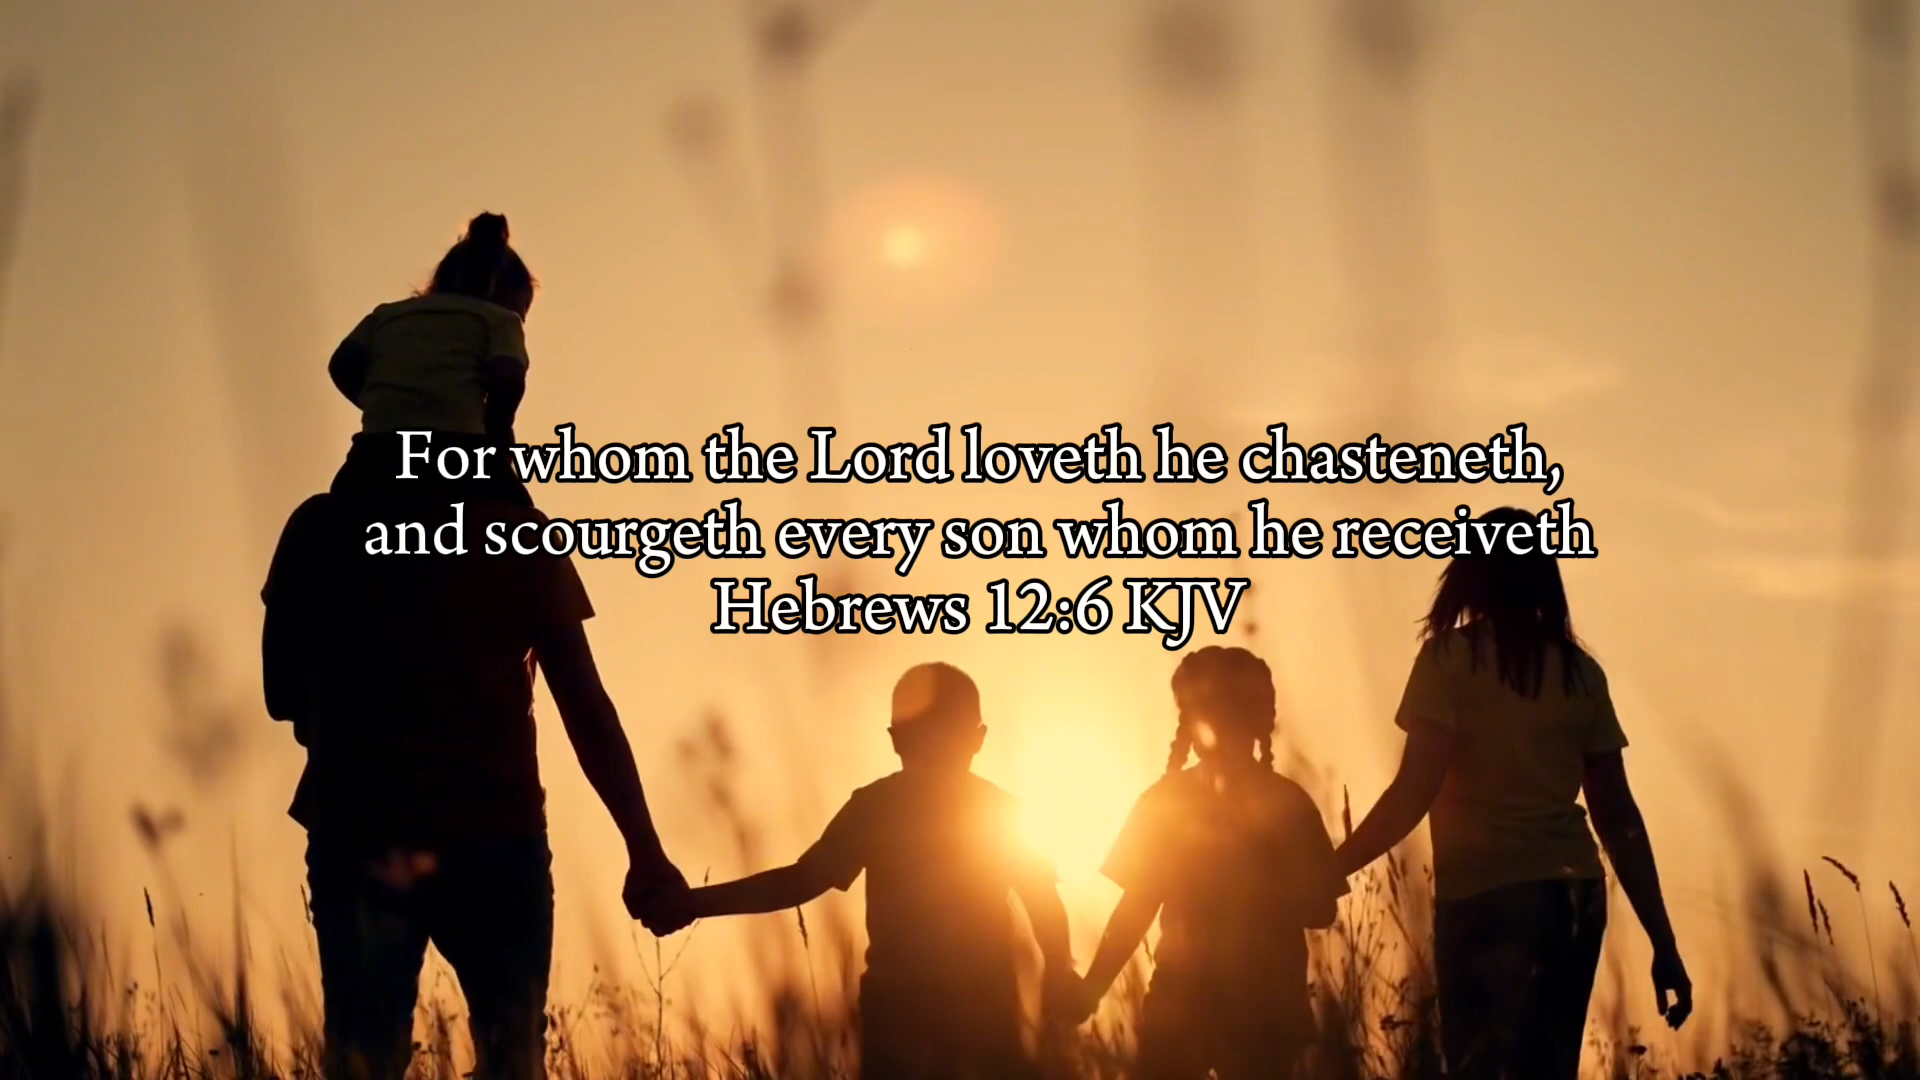 For whom the Lord loveth he chasteneth,
and scourgeth every son whom he receiveth
Hebrews 12:6 KJV